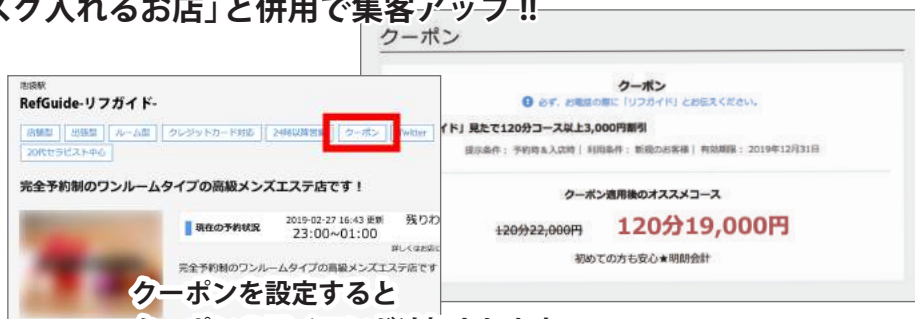 スク入れるお店」と併用で集客アップ!!
クーポン
クーポン
必ず、お電話の際に「リフガイド」とお伝えください。
イド」見たで120分コース以上3,000円割引
提示条件: 予約時&入店時 | 利用条件: 新規のお客様 | 有効期限: 2019年12月31日
クーポン適用後のオススメコース
120分22,000円 120分19,000円
初めての方も安心★明朗会計
池袋駅
RefGuide-リフガイド-
店舗型 出張型 ルーム型 クレジットカード対応 24時以降営業 クーポン Twitter
20代セラピスト中心
完全予約制のワンルームタイプの高級メンズエステ店です!
現在の予約状況 2019-02-27 16:43 更新 残りわ
23:00~01:00
詳しくはお店に
完全予約制のワンルームタイプの高級メンズエステ店です
クーポンを設定すると